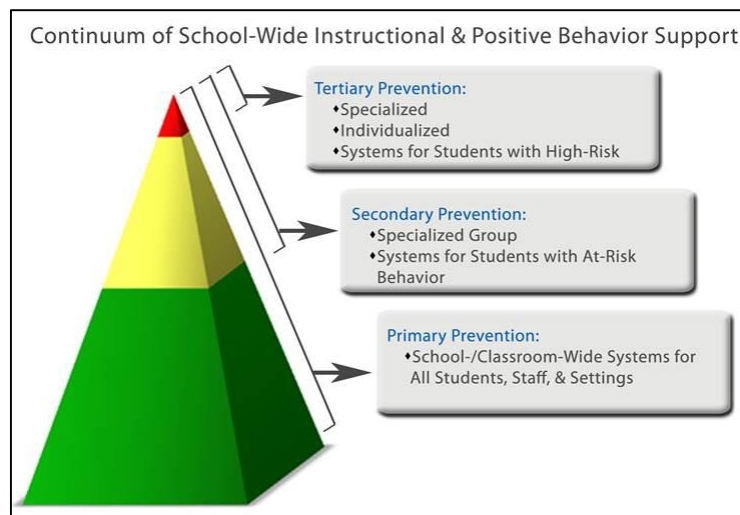 Continuum of School-Wide Instructional & Positive Behavior Support
Tertiary Prevention:
♦Specialized
♦Individualized
♦Systems for Students with High-Risk
Secondary Prevention:
♦Specialized Group
♦Systems for Students with At-Risk
Behavior
Primary Prevention:
♦School-/Classroom-Wide Systems for
All Students, Staff, & Settings